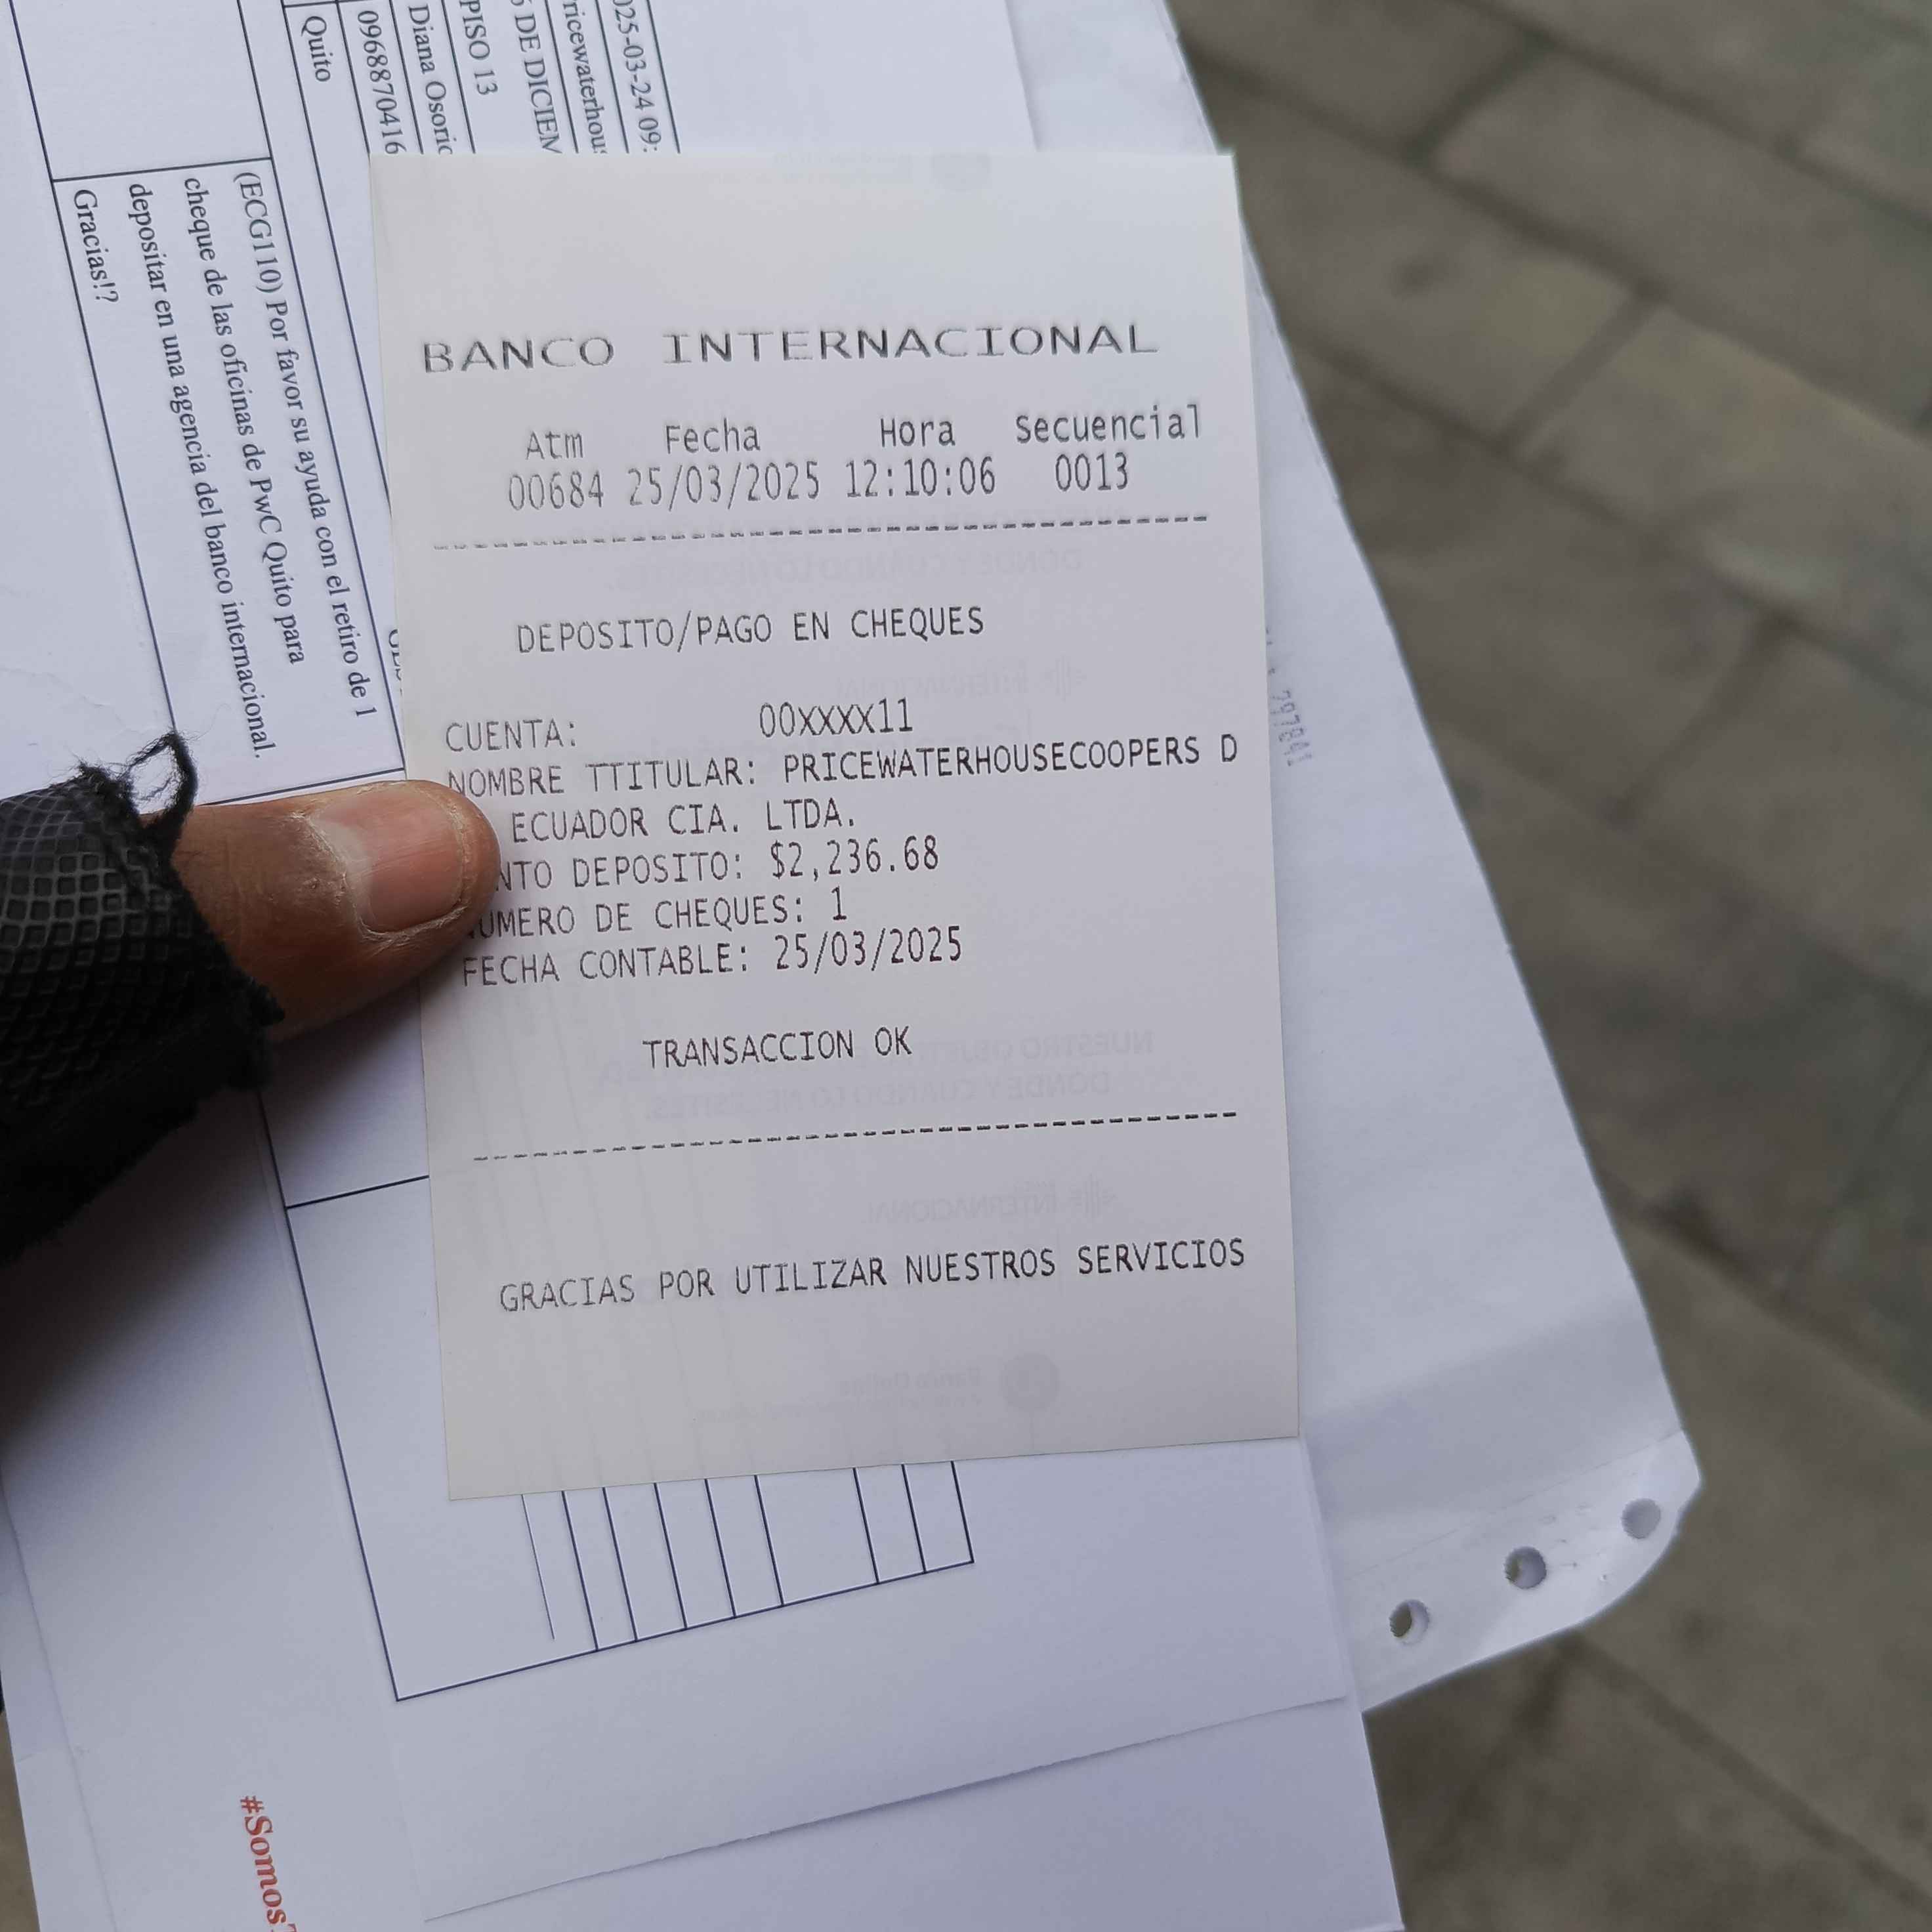 BANCO INTERNACIONAL
Atm Fecha Hora Secuencial
00684 25/03/2025 12:10:06 0013
DEPOSITO/PAGO EN CHEQUES
CUENTA: 00XXXX11
NOMBRE TTITULAR: PRICEWATERHOUSECOOPERS D
ECUADOR CIA. LTDA.
NTO DEPOSITO: $2,236.68
UMERO DE CHEQUES: 1
FECHA CONTABLE: 25/03/2025
TRANSACCION OK
GRACIAS POR UTILIZAR NUESTROS SERVICIOS
025-03-24 09:
ricewaterhous
DE DICIEM
PISO 13
Diana Osorio
0968870416
Quito
(ECG110) Por favor su ayuda con el retiro de 1
cheque de las oficinas de PwC Quito para
depositar en una agencia del banco internacional.
Gracias!?
#Somos